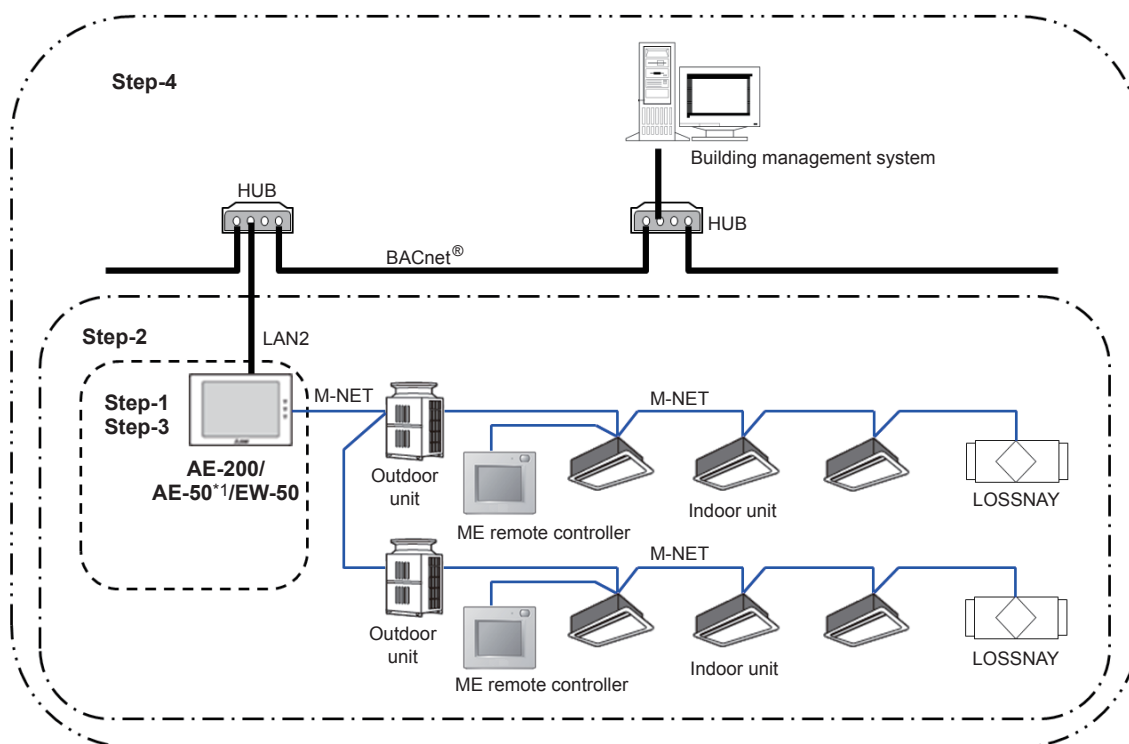 Step-4
Building management system
HUB
HUB
BACnet®
Step-2
LAN2
Step-1
Step-3
M-NET
M-NET
AE-200/
AE-50*1/EW-50
Outdoor
unit
ME remote controller
Indoor unit
LOSSNAY
M-NET
Outdoor
unit
ME remote controller
Indoor unit
LOSSNAY